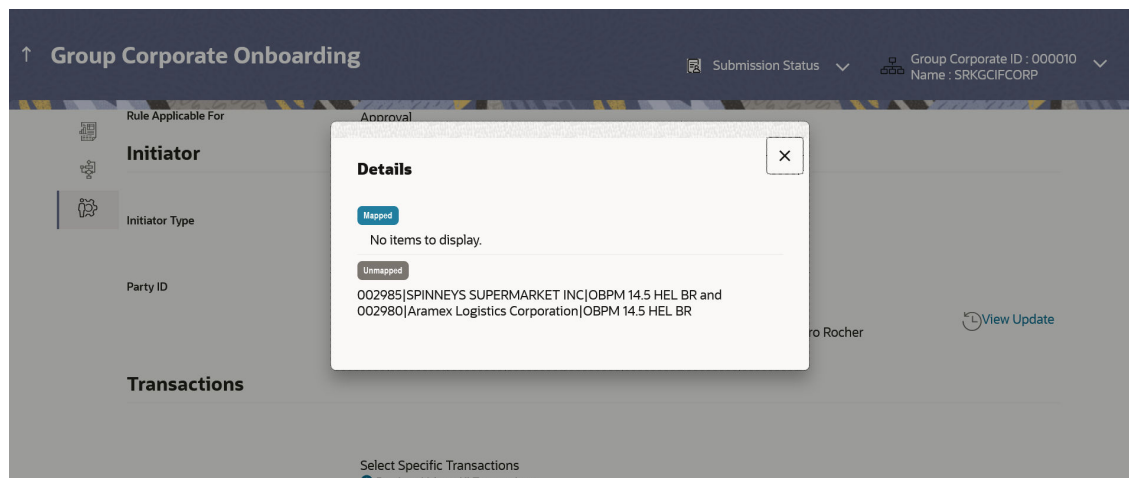 Group Corporate Onboarding
Submission Status
Group Corporate ID : 000010
Name : SRKGCIFCORP
Rule Applicable For
Approval
Initiator
Details
Mapped
No items to display.
Initiator Type
Unmapped
002985|SPINNEYS SUPERMARKET INC|OBPM 14.5 HEL BR and
002980|Aramex Logistics Corporation|OBPM 14.5 HEL BR
Party ID
ro Rocher
View Update
Transactions
Select Specific Transactions